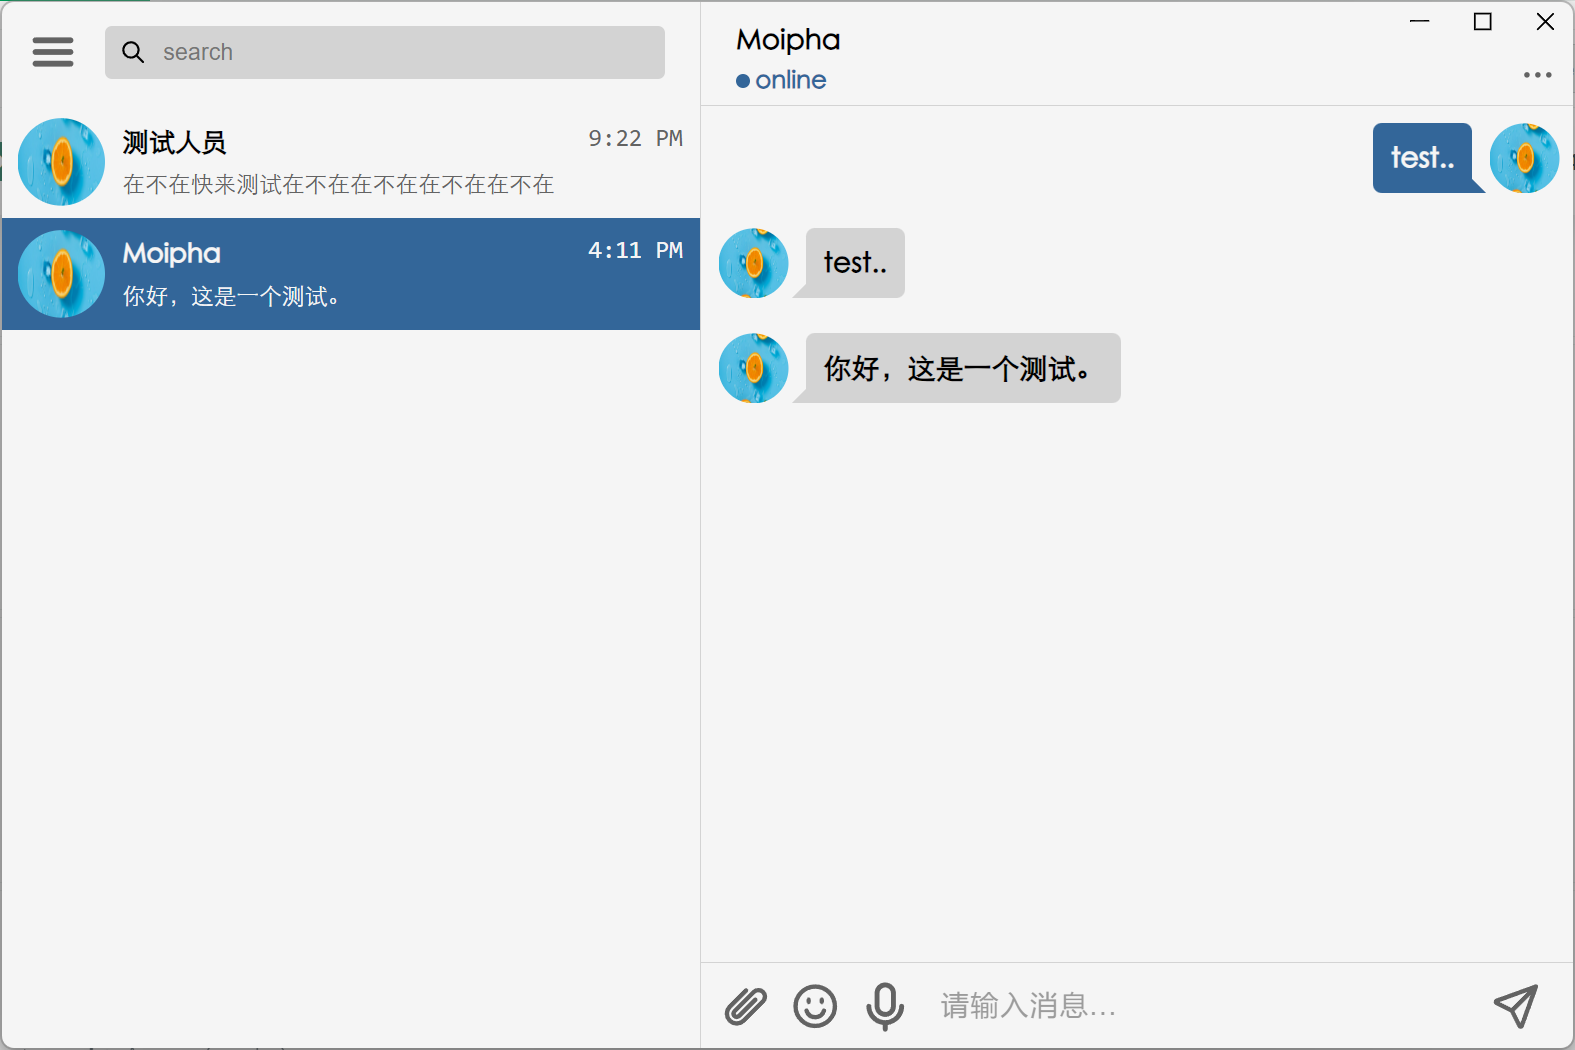 search
测试人员
9:22 PM
在不在快来测试在不在在不在在不在在不在
Moipha
4:11 PM
你好，这是一个测试。
Moipha
online
test..
test..
你好，这是一个测试。
请输入消息...